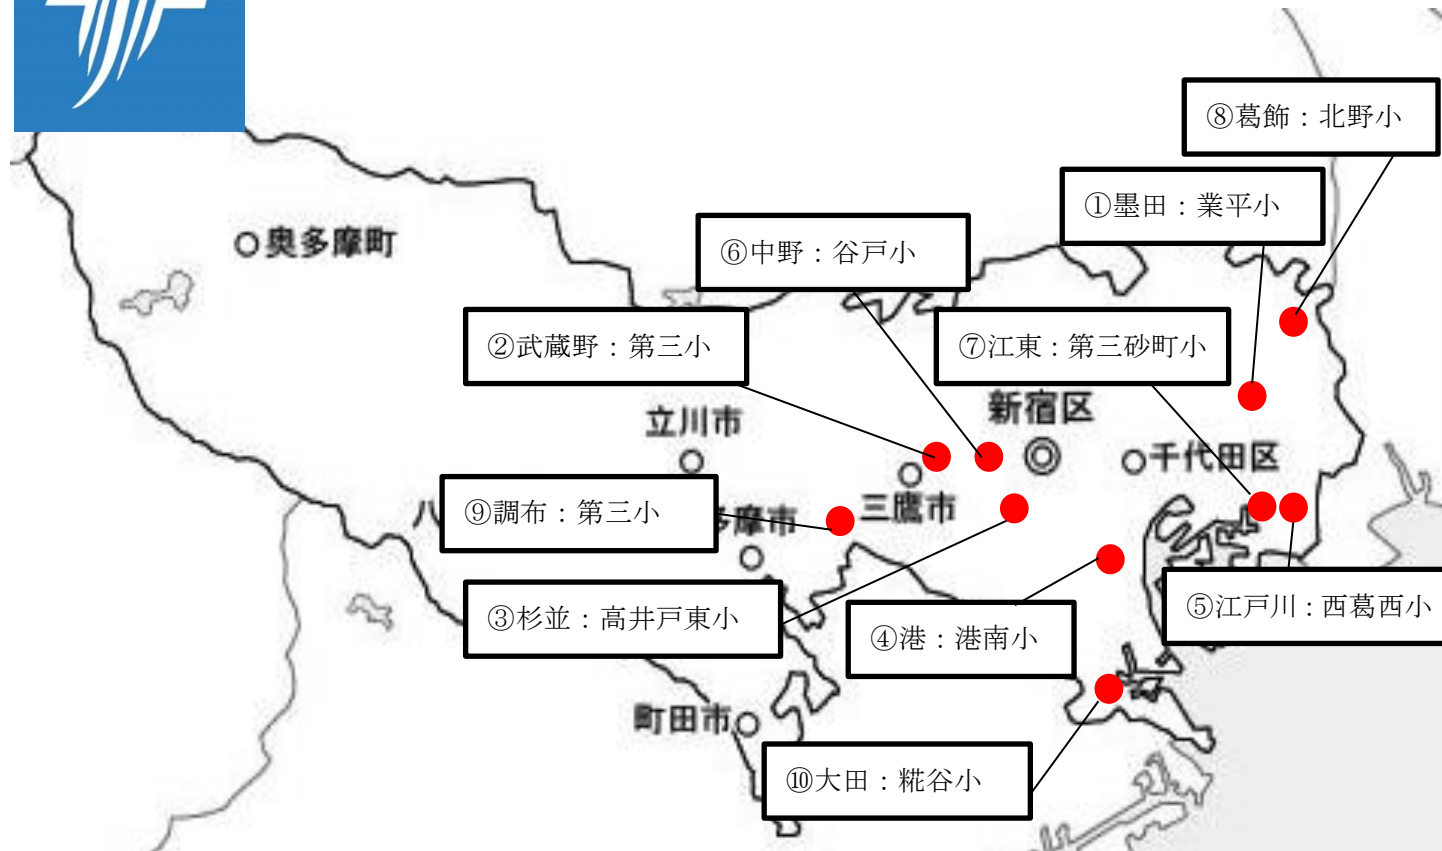 ⑧葛飾：北野小
①墨田：業平小
⑥中野：谷戸小
奥多摩町
②武蔵野：第三小
⑦江東：第三砂町小
新宿区
立川市
千代田区
⑨調布：第三小
八
多摩市
三鷹市
③杉並：高井戸東小
④港：港南小
⑤江戸川：西葛西小
町田市
⑩大田：糀谷小